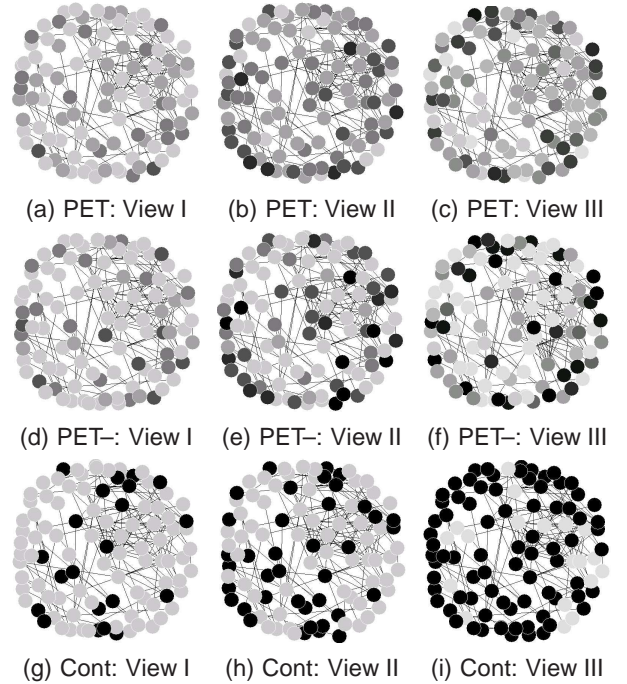 (a) PET: View I
(b) PET: View II
(c) PET: View III
(d) PET–: View I
(e) PET–: View II
(f) PET–: View III
(g) Cont: View I
(h) Cont: View II
(i) Cont: View III